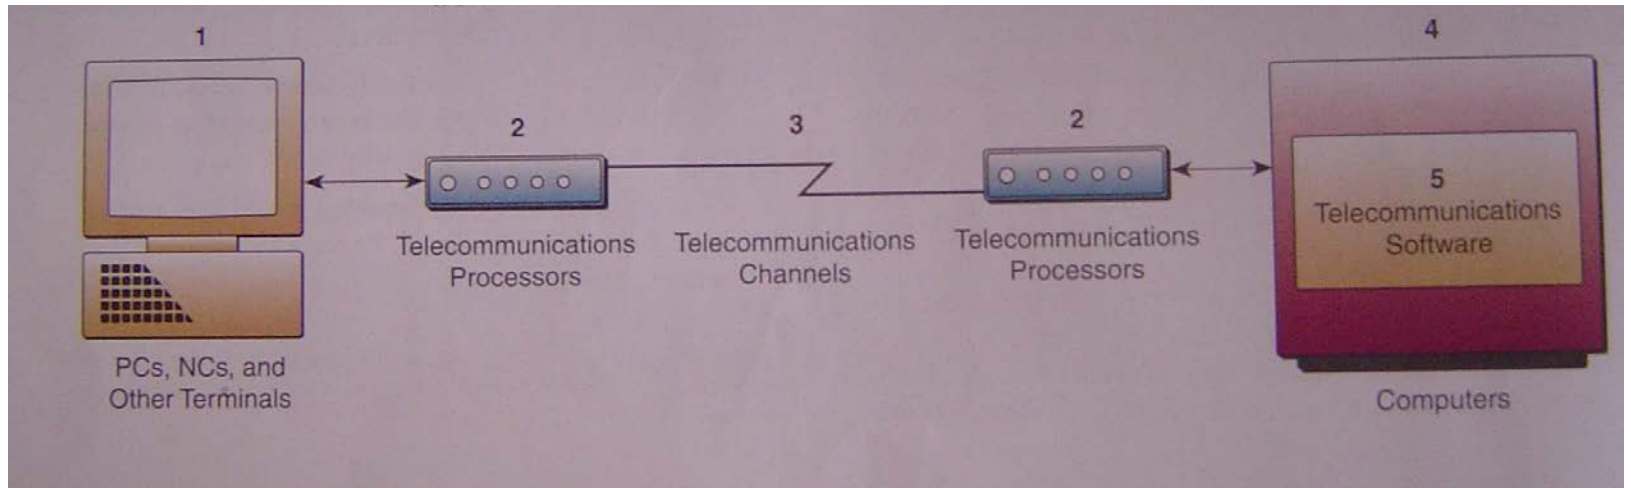 1
PCs, NCs, and
Other Terminals
2
Telecommunications
Processors
3
Telecommunications
Channels
2
Telecommunications
Processors
4
5
Telecommunications
Software
Computers